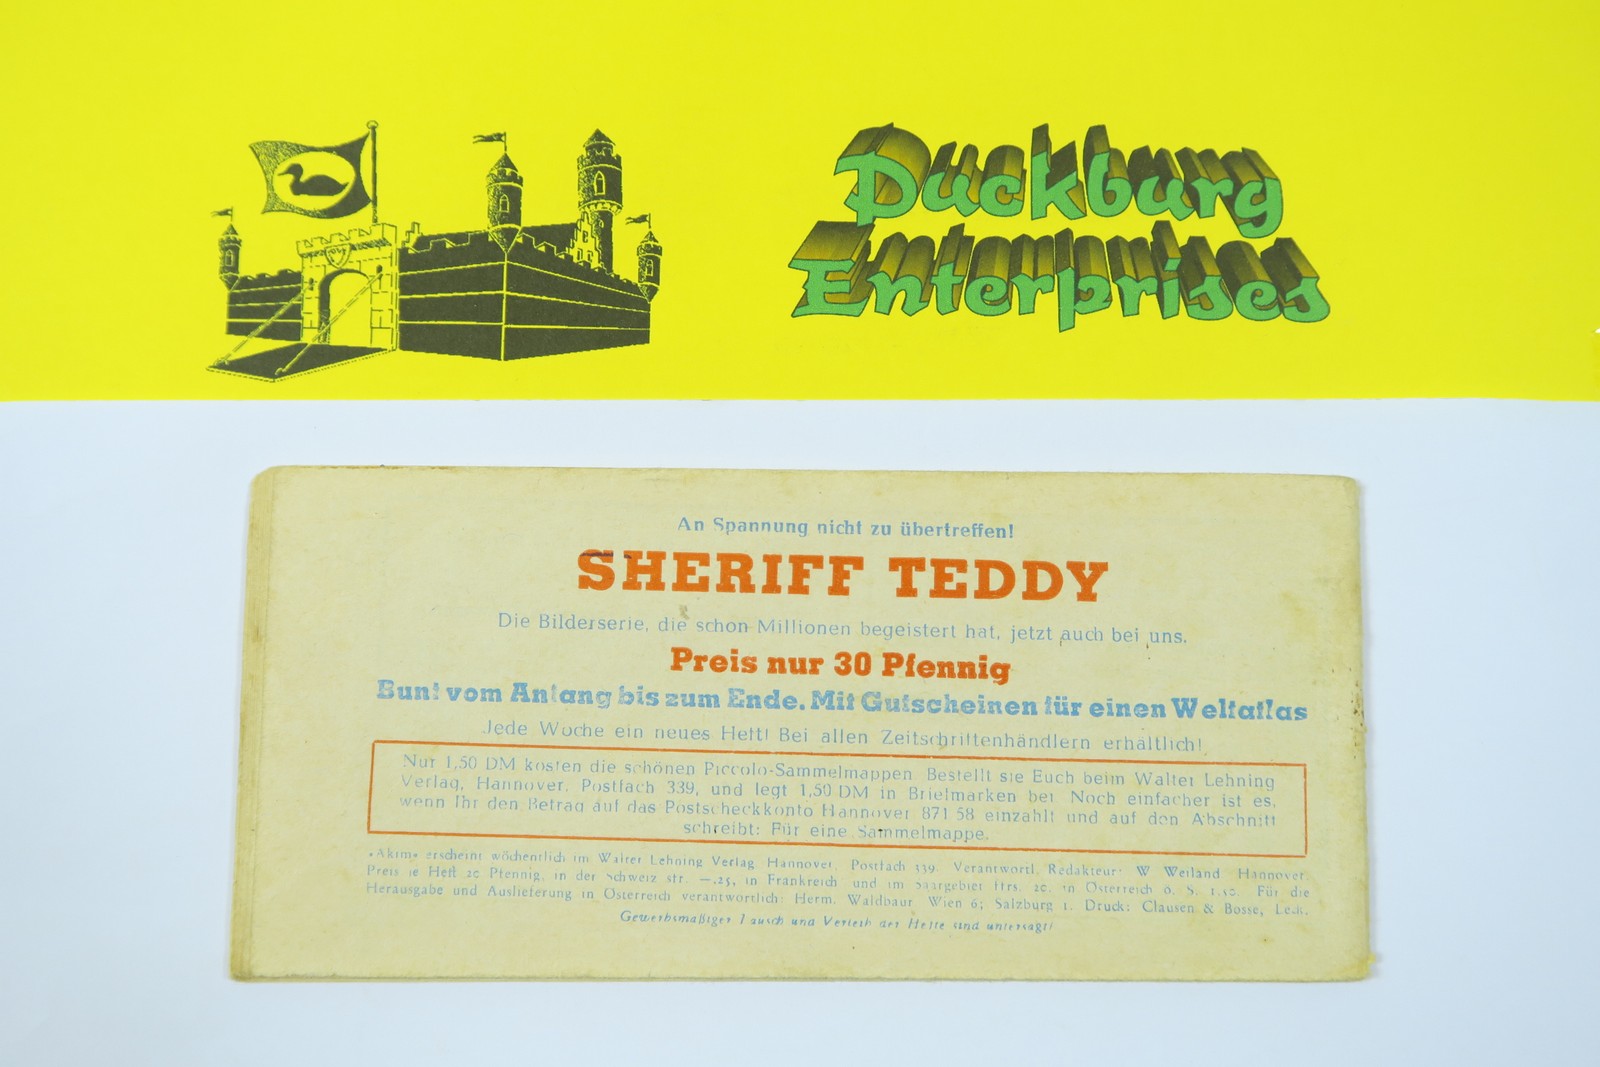 Duckburg
Enterprises
An Spannung nicht zu übertreffen!
SHERIFF TEDDY
Die Bilderserie, die schon Millionen begeistert hat, jetzt auch bei uns.
Preis nur 30 Pfennig
Bunt vom Anfang bis zum Ende. Mit Gutscheinen für einen Weltatlas
Jede Woche ein neues Heft! Bei allen Zeitschriftenhändlern erhältlich!
Nur 1,50 DM kosten die schönen Piccolo-Sammelmappen. Bestellt sie Euch beim Walter Lehning
Verlag, Hannover, Postfach 339, und legt 1,50 DM in Briefmarken bei. Noch einfacher ist es,
wenn Ihr den Betrag auf das Postscheckkonto Hannover 871 58 einzahlt und auf den Abschnitt
schreibt: Für eine Sammelmappe.
»Akim« erscheint wöchentlich im Walter Lehning Verlag Hannover, Postfach 339. Verantwortl. Redakteur: W. Weiland Hannover.
Preis je Heft 20 Pfennig, in der Schweiz sfr. —.25, in Frankreich und im Saargebiet ffrs. 20, in Österreich ö. S. 1.50. Für die
Herausgabe und Auslieferung in Österreich verantwortlich: Herm. Waldbaur, Wien 6; Salzburg 1. Druck: Clausen & Bosse, Leck.
Gewerbsmäßiger Tausch und Verleih der Hefte sind untersagt!